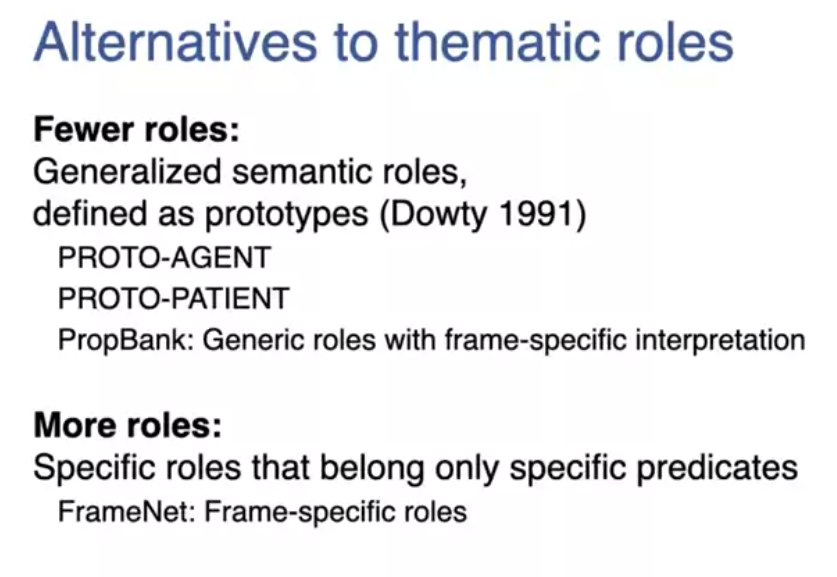 Alternatives to thematic roles
Fewer roles:
Generalized semantic roles,
defined as prototypes (Dowty 1991)
PROTO-AGENT
PROTO-PATIENT
PropBank: Generic roles with frame-specific interpretation
More roles:
Specific roles that belong only specific predicates
FrameNet: Frame-specific roles